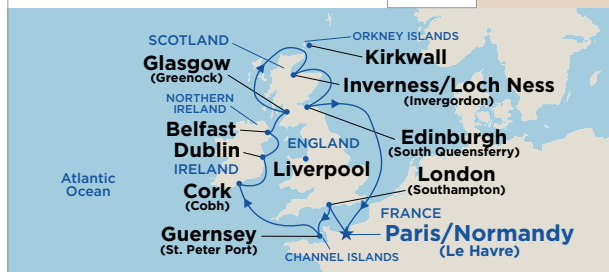 ORKNEY ISLANDS
SCOTLAND
Kirkwall
Glasgow
(Greenock)
Inverness/Loch Ness
(Invergordon)
NORTHERN
IRELAND
Belfast
Edinburgh
(South Queensferry)
Dublin
ENGLAND
Liverpool
London
(Southampton)
IRELAND
Atlantic
Ocean
Cork
(Cobh)
FRANCE
Guernsey
(St. Peter Port)
Paris/Normandy
(Le Havre)
CHANNEL ISLANDS